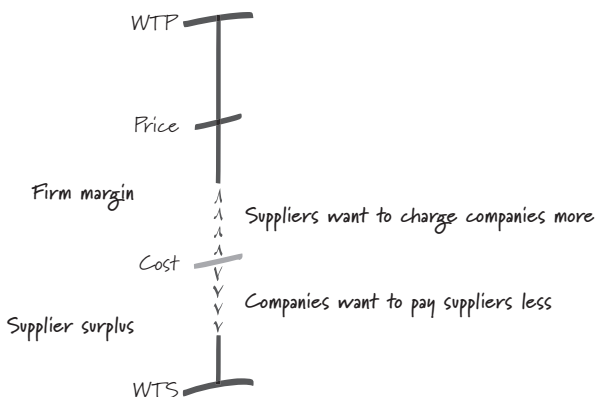 WTP
Price
Firm margin
Suppliers want to charge companies more
Cost
Companies want to pay suppliers less
Supplier surplus
WTS